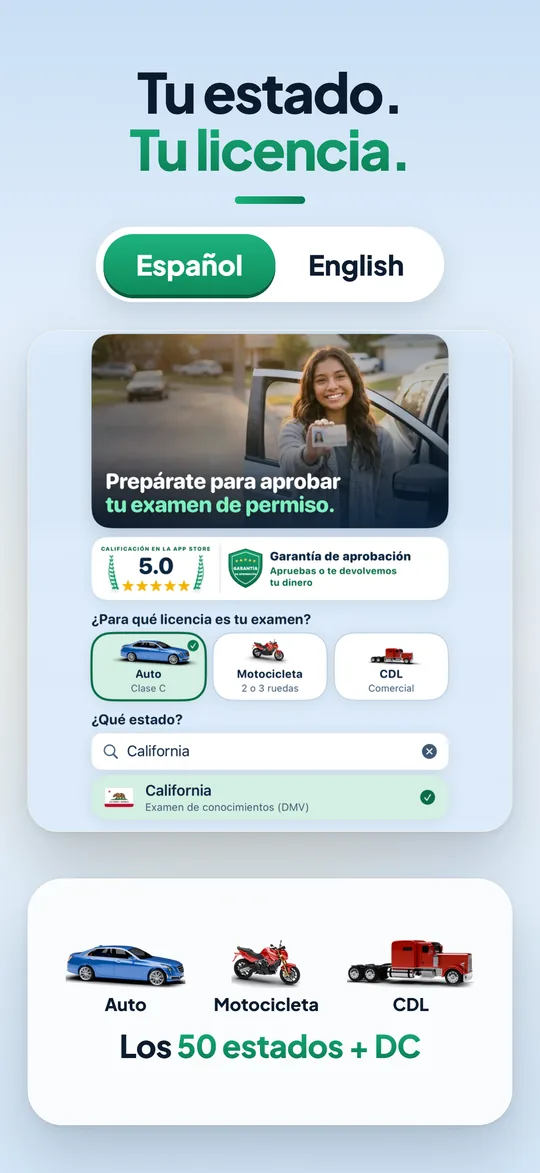 Tu estado.
Tu licencia.
Español English
Prepárate para aprobar
tu examen de permiso.
CALIFICACIÓN EN LA APP STORE
5.0
GARANTÍA
Garantía de aprobación
Apruebas o te devolvemos
tu dinero
¿Para qué licencia es tu examen?
Auto
Clase C
Motocicleta
2 o 3 ruedas
CDL
Comercial
¿Qué estado?
California
California
Examen de conocimientos (DMV)
Auto
Motocicleta
CDL
Los 50 estados + DC